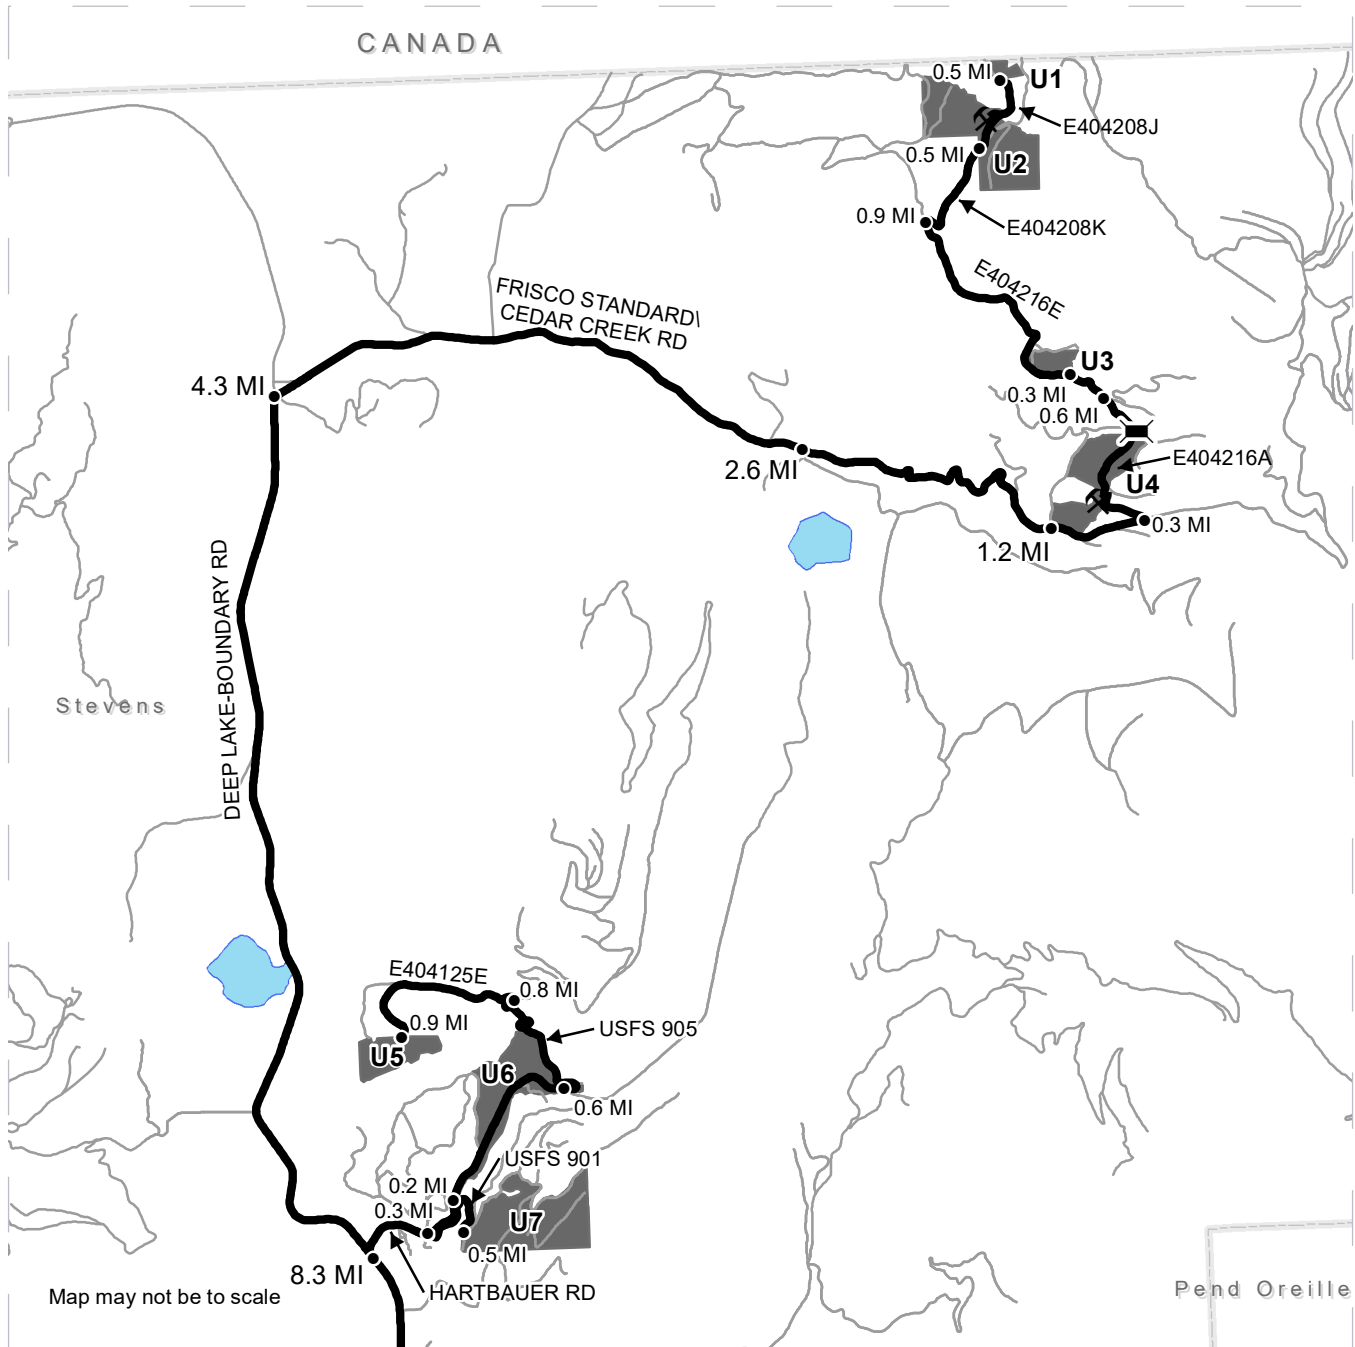 CANADA
0.5 MI
U1
E404208J
0.5 MI
U2
0.9 MI
E404208K
E404216E
FRISCO STANDARD\
CEDAR CREEK RD
U3
4.3 MI
0.3 MI
0.6 MI
2.6 MI
E404216A
U4
0.3 MI
1.2 MI
DEEP LAKE-BOUNDARY RD
Stevens
E404125E
0.8 MI
0.9 MI
USFS 905
U5
U6
0.6 MI
USFS 901
0.2 MI
0.3 MI
U7
0.5 MI
8.3 MI
HARTBAUER RD
Map may not be to scale
Pend Oreille